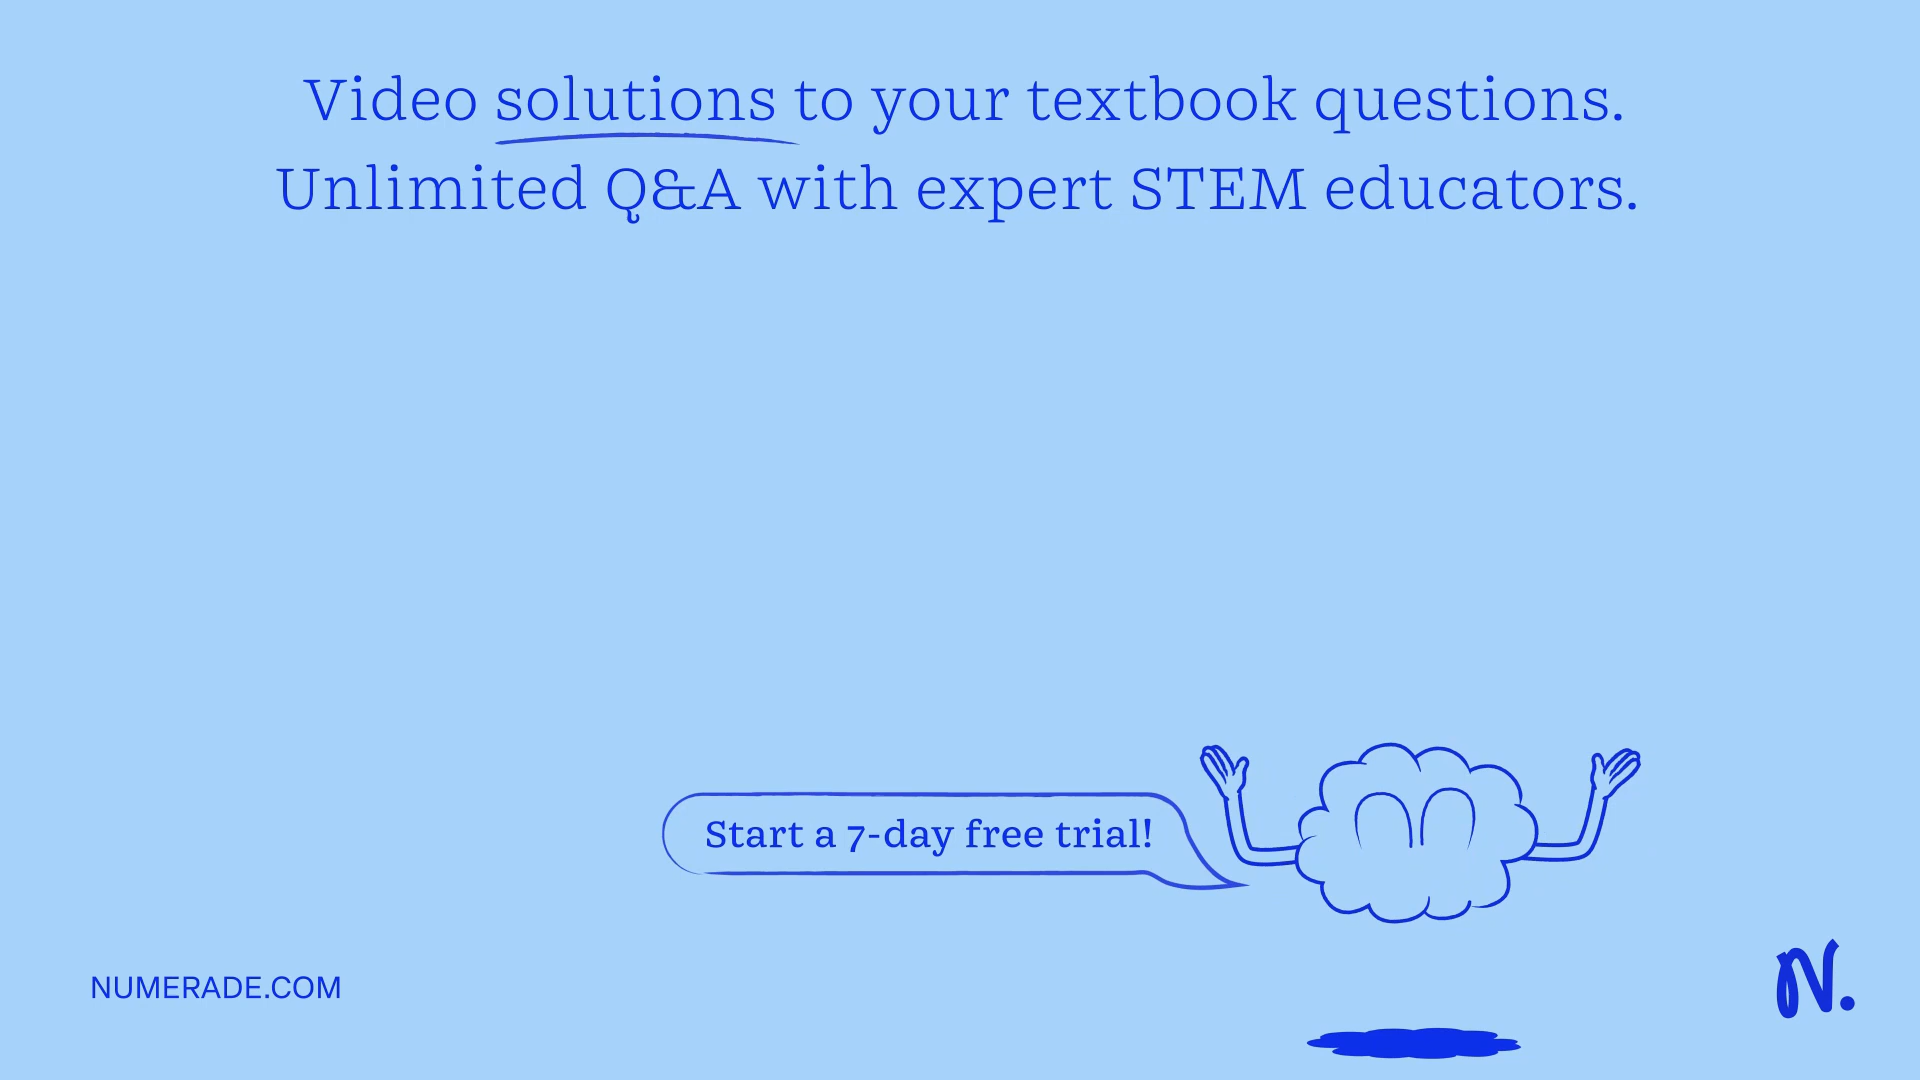 Video solutions to your textbook questions.
Unlimited Q&A with expert STEM educators.
Start a 7-day free trial!
NUMERADE.COM
N.